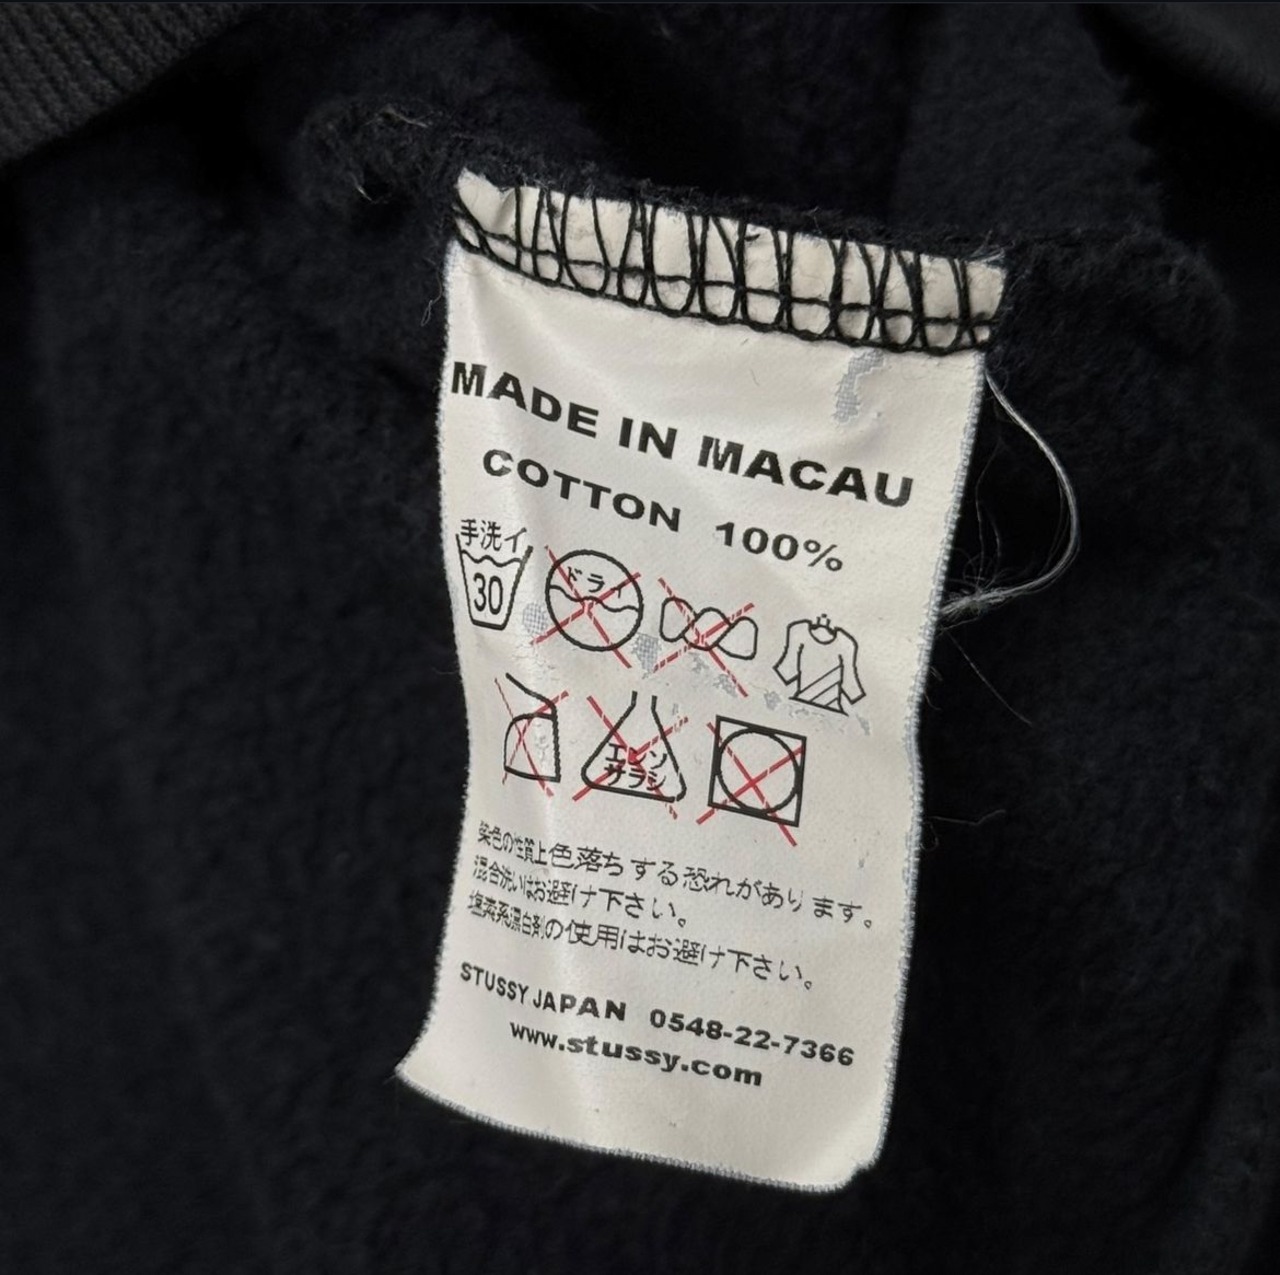 MADE IN MACAU
COTTON 100%
手洗イ
30
ドライ
エンソ
サラシ
染色の性質上色落ちする恐れがあります。
混合洗いはお避け下さい。
塩素系漂白剤の使用はお避け下さい。
STUSSY JAPAN 0548-22-7366
www.stussy.com